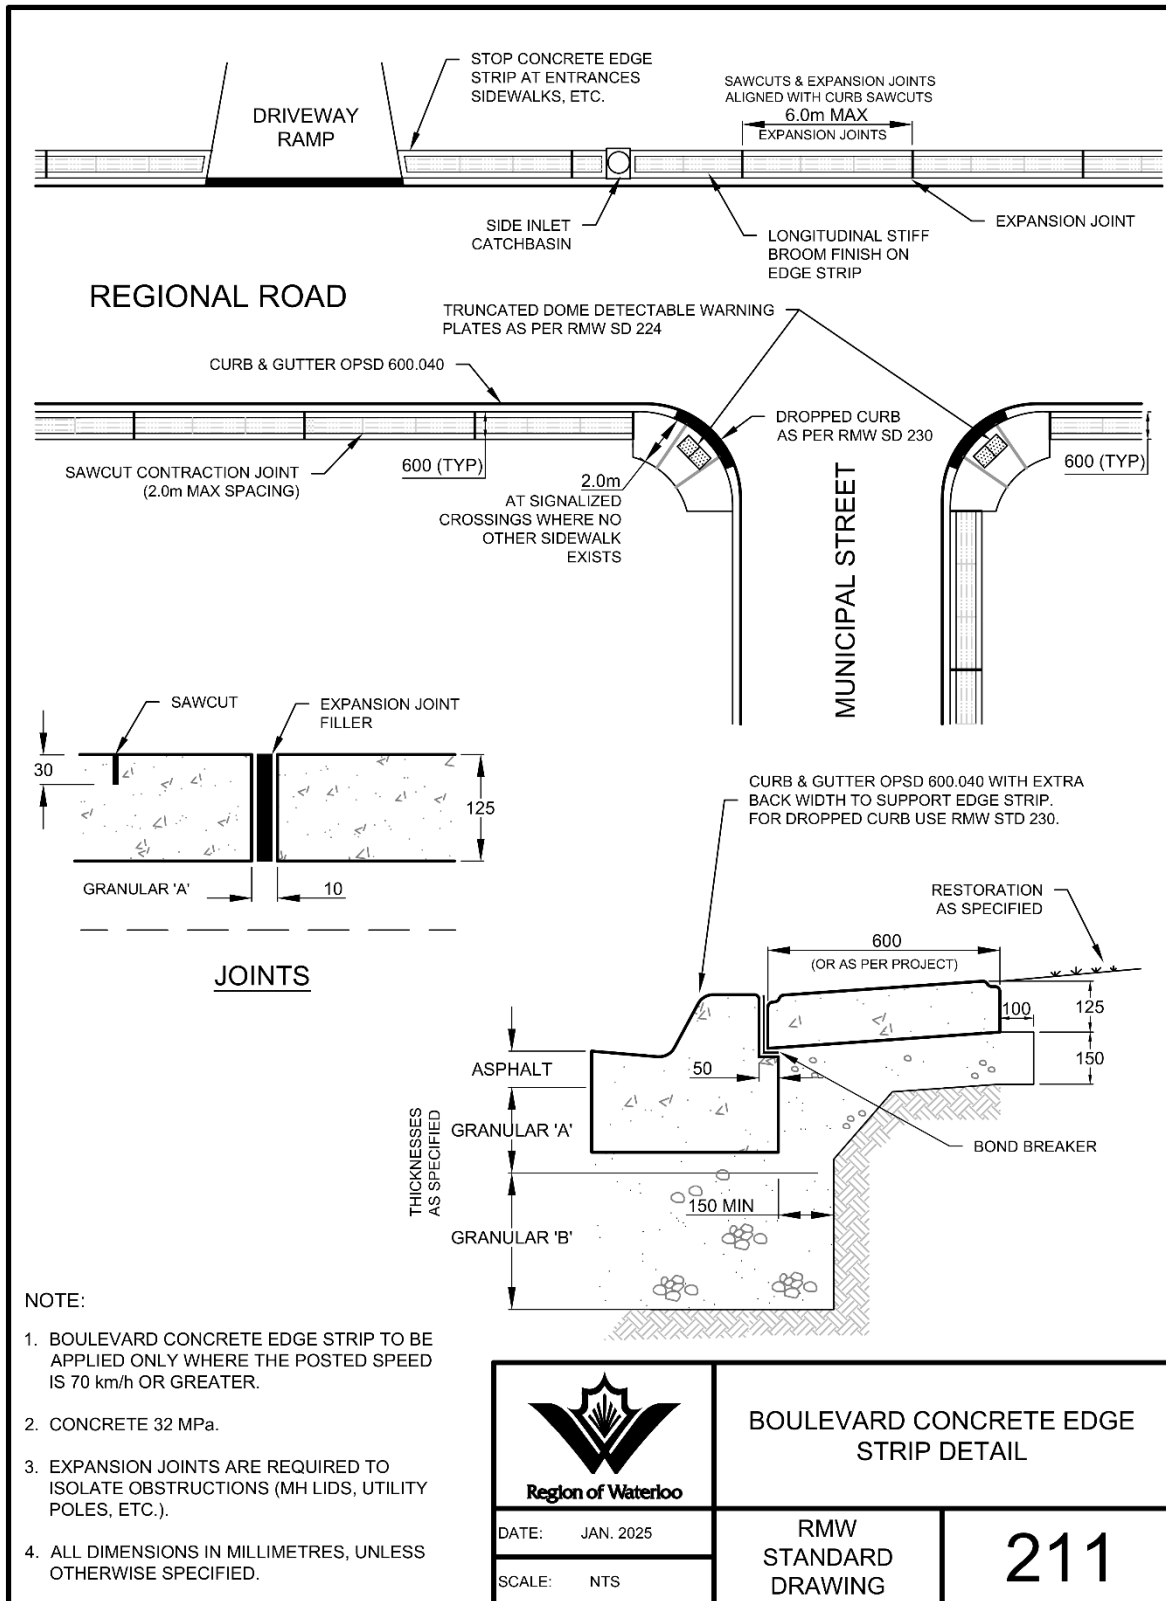 STOP CONCRETE EDGE
STRIP AT ENTRANCES
SIDEWALKS, ETC.
SAWCUTS & EXPANSION JOINTS
ALIGNED WITH CURB SAWCUTS
6.0m MAX
EXPANSION JOINTS
DRIVEWAY
RAMP
SIDE INLET
CATCHBASIN
LONGITUDINAL STIFF
BROOM FINISH ON
EDGE STRIP
EXPANSION JOINT
REGIONAL ROAD
TRUNCATED DOME DETECTABLE WARNING
PLATES AS PER RMW SD 224
CURB & GUTTER OPSD 600.040
DROPPED CURB
AS PER RMW SD 230
SAWCUT CONTRACTION JOINT
(2.0m MAX SPACING)
600 (TYP)
600 (TYP)
2.0m
AT SIGNALIZED
CROSSINGS WHERE NO
OTHER SIDEWALK
EXISTS
MUNICIPAL STREET
SAWCUT
EXPANSION JOINT
FILLER
30
125
GRANULAR 'A'
10
JOINTS
CURB & GUTTER OPSD 600.040 WITH EXTRA
BACK WIDTH TO SUPPORT EDGE STRIP.
FOR DROPPED CURB USE RMW STD 230.
RESTORATION
AS SPECIFIED
600
(OR AS PER PROJECT)
100
125
150
50
ASPHALT
GRANULAR 'A'
GRANULAR 'B'
THICKNESSES
AS SPECIFIED
BOND BREAKER
150 MIN
NOTE:
1. BOULEVARD CONCRETE EDGE STRIP TO BE
APPLIED ONLY WHERE THE POSTED SPEED
IS 70 km/h OR GREATER.
2. CONCRETE 32 MPa.
3. EXPANSION JOINTS ARE REQUIRED TO
ISOLATE OBSTRUCTIONS (MH LIDS, UTILITY
POLES, ETC.).
4. ALL DIMENSIONS IN MILLIMETRES, UNLESS
OTHERWISE SPECIFIED.
Region of Waterloo
BOULEVARD CONCRETE EDGE
STRIP DETAIL
DATE: JAN. 2025
SCALE: NTS
RMW
STANDARD
DRAWING
211